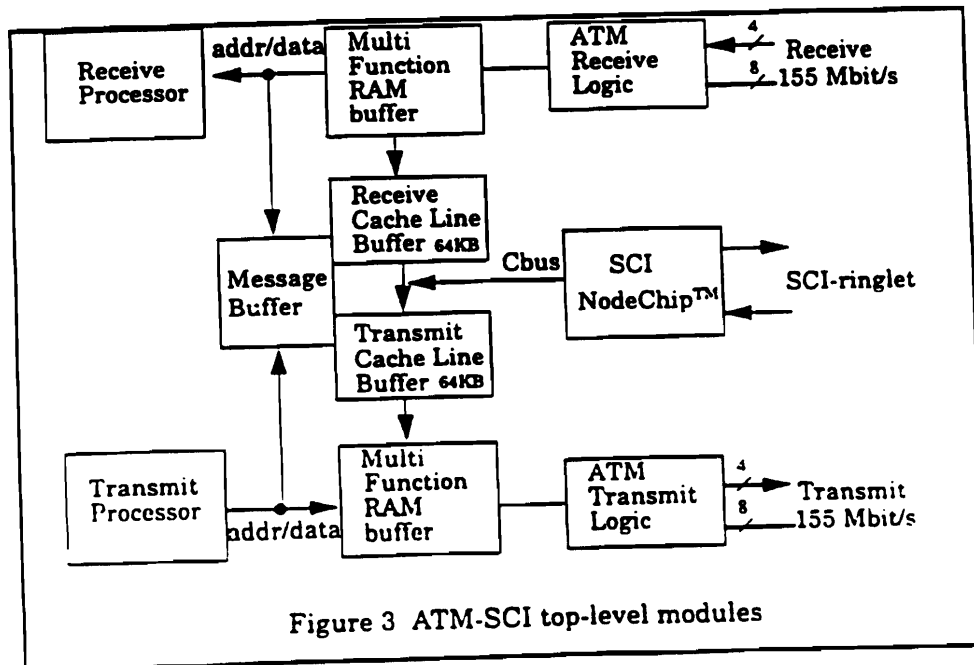 Receive
Processor
addr/data
Multi
Function
RAM
buffer
ATM
Receive
Logic
4
8
Receive
155 Mbit/s
Receive
Cache Line
Buffer 64KB
Message
Buffer
Cbus
SCI
NodeChip™
SCI-ringlet
Transmit
Cache Line
Buffer 64KB
Transmit
Processor
addr/data
Multi
Function
RAM
buffer
ATM
Transmit
Logic
4
8
Transmit
155 Mbit/s
Figure 3 ATM-SCI top-level modules